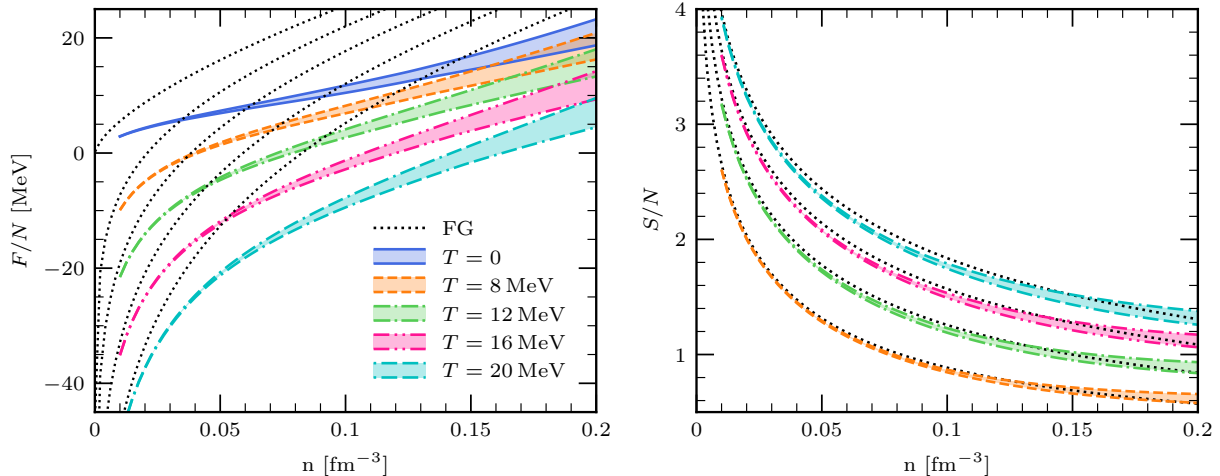 20
0
−20
−40
F/N [MeV]
0
0.05
0.1
0.15
0.2
n [fm⁻³]
FG
T = 0
T = 8 MeV
T = 12 MeV
T = 16 MeV
T = 20 MeV
4
3
2
1
S/N
0
0.05
0.1
0.15
0.2
n [fm⁻³]